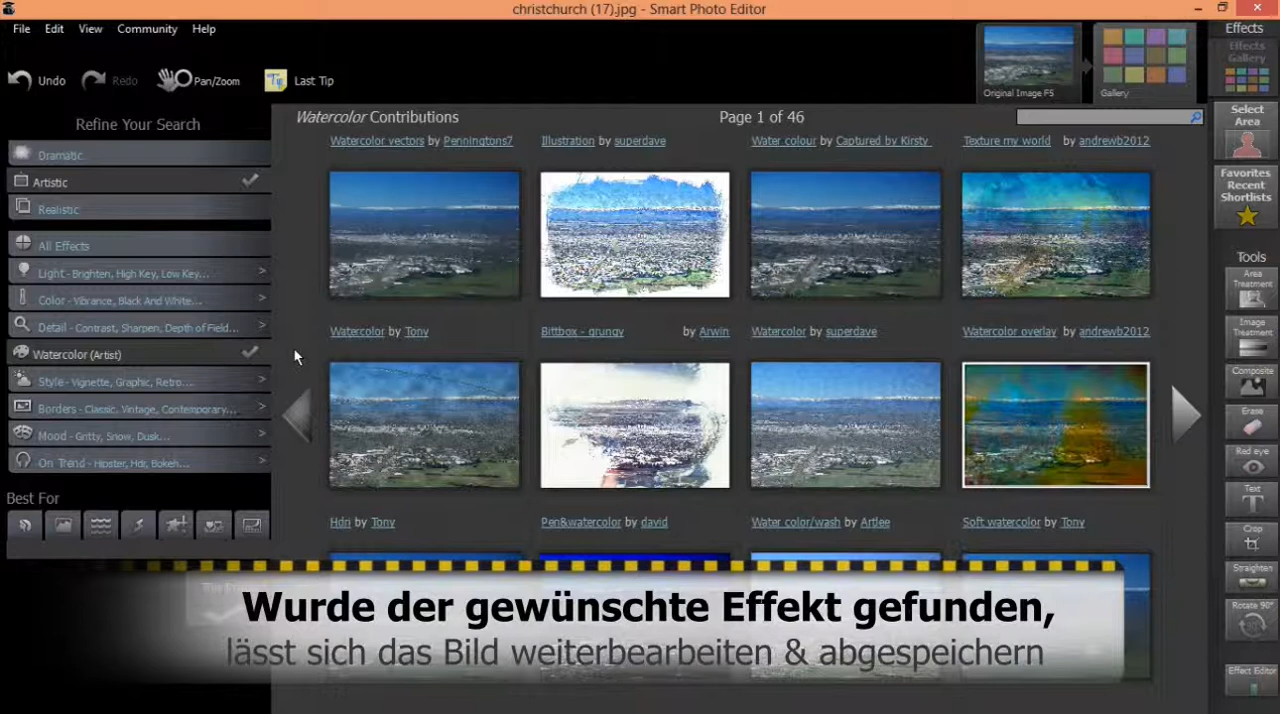 christchurch (17).jpg - Smart Photo Editor
File Edit View Community Help
Undo Redo Pan/Zoom Tip Last Tip
Original Image F5
Gallery
Effects
Effects Gallery
Select Area
Favorites Recent Shortlists
Tools
Area Treatment
Image Treatment
Composite
Erase
Red eye
Text
Crop
Straighten
Rotate 90°
Effect Editor
Refine Your Search
Dramatic
Artistic
Realistic
All Effects
Light - Brighten, High Key, Low Key... >
Color - Vibrance, Black And White... >
Detail - Contrast, Sharpen, Depth of Field... >
Watercolor (Artist)
Style - Vignette, Graphic, Retro... >
Borders - Classic. Vintage, Contemporary... >
Mood - Gritty, Snow, Dusk... >
On Trend - Hipster, Hdr, Bokeh... >
Best For
Watercolor Contributions Page 1 of 46
Watercolor vectors by Penningtons7 Illustration by superdave Water colour by Captured by Kirsty Texture my world by andrewb2012
Watercolor by Tony Bittbox - grungy by Arwin Watercolor by superdave Watercolor overlay by andrewb2012
Hdri by Tony Pen&watercolor by david Water color/wash by Artlee Soft watercolor by Tony
Wurde der gewünschte Effekt gefunden,
lässt sich das Bild weiterbearbeiten & abgespeichern